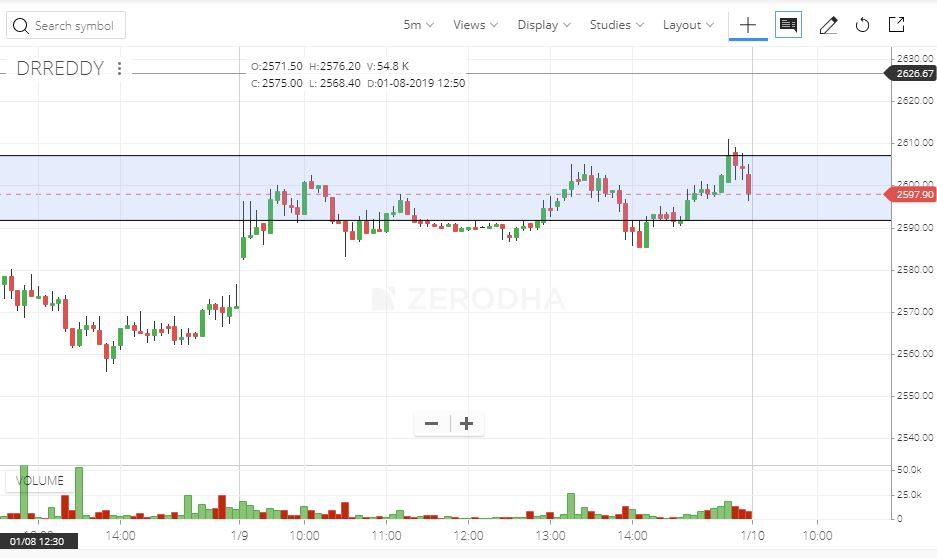 Search symbol 5m Views Display Studies Layout
DRREDDY
O:2571.50 H:2576.20 V:54.8 K
C:2575.00 L: 2568.40 D:01-08-2019 12:50
2630.00
2626.67
2620.00
2610.00
2600.00
2597.90
2590.00
2580.00
2570.00
2560.00
2550.00
2540.00
ZERODHA
VOLUME
50.0k
25.0k
0
14:00 1/9 10:00 11:00 12:00 13:00 14:00 1/10 10:00
01/08 12:30